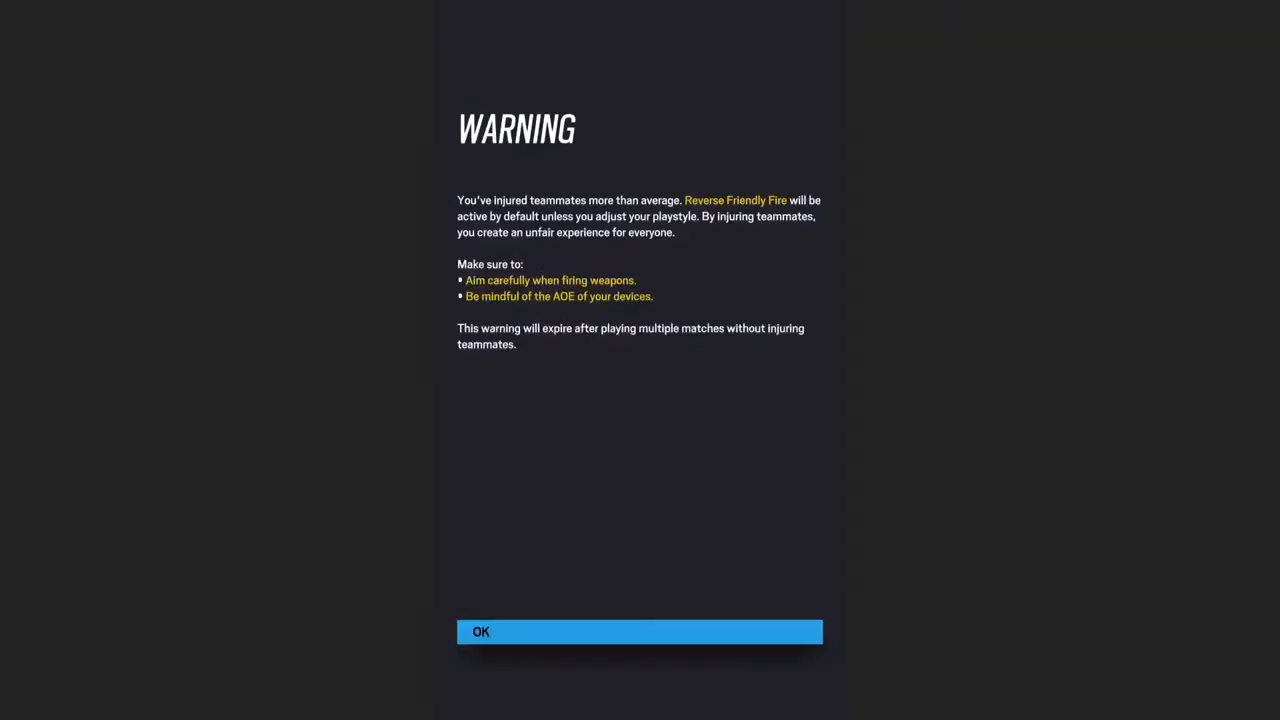 WARNING
You've injured teammates more than average. Reverse Friendly Fire will be
active by default unless you adjust your playstyle. By injuring teammates,
you create an unfair experience for everyone.
Make sure to:
• Aim carefully when firing weapons.
• Be mindful of the AOE of your devices.
This warning will expire after playing multiple matches without injuring
teammates.
OK